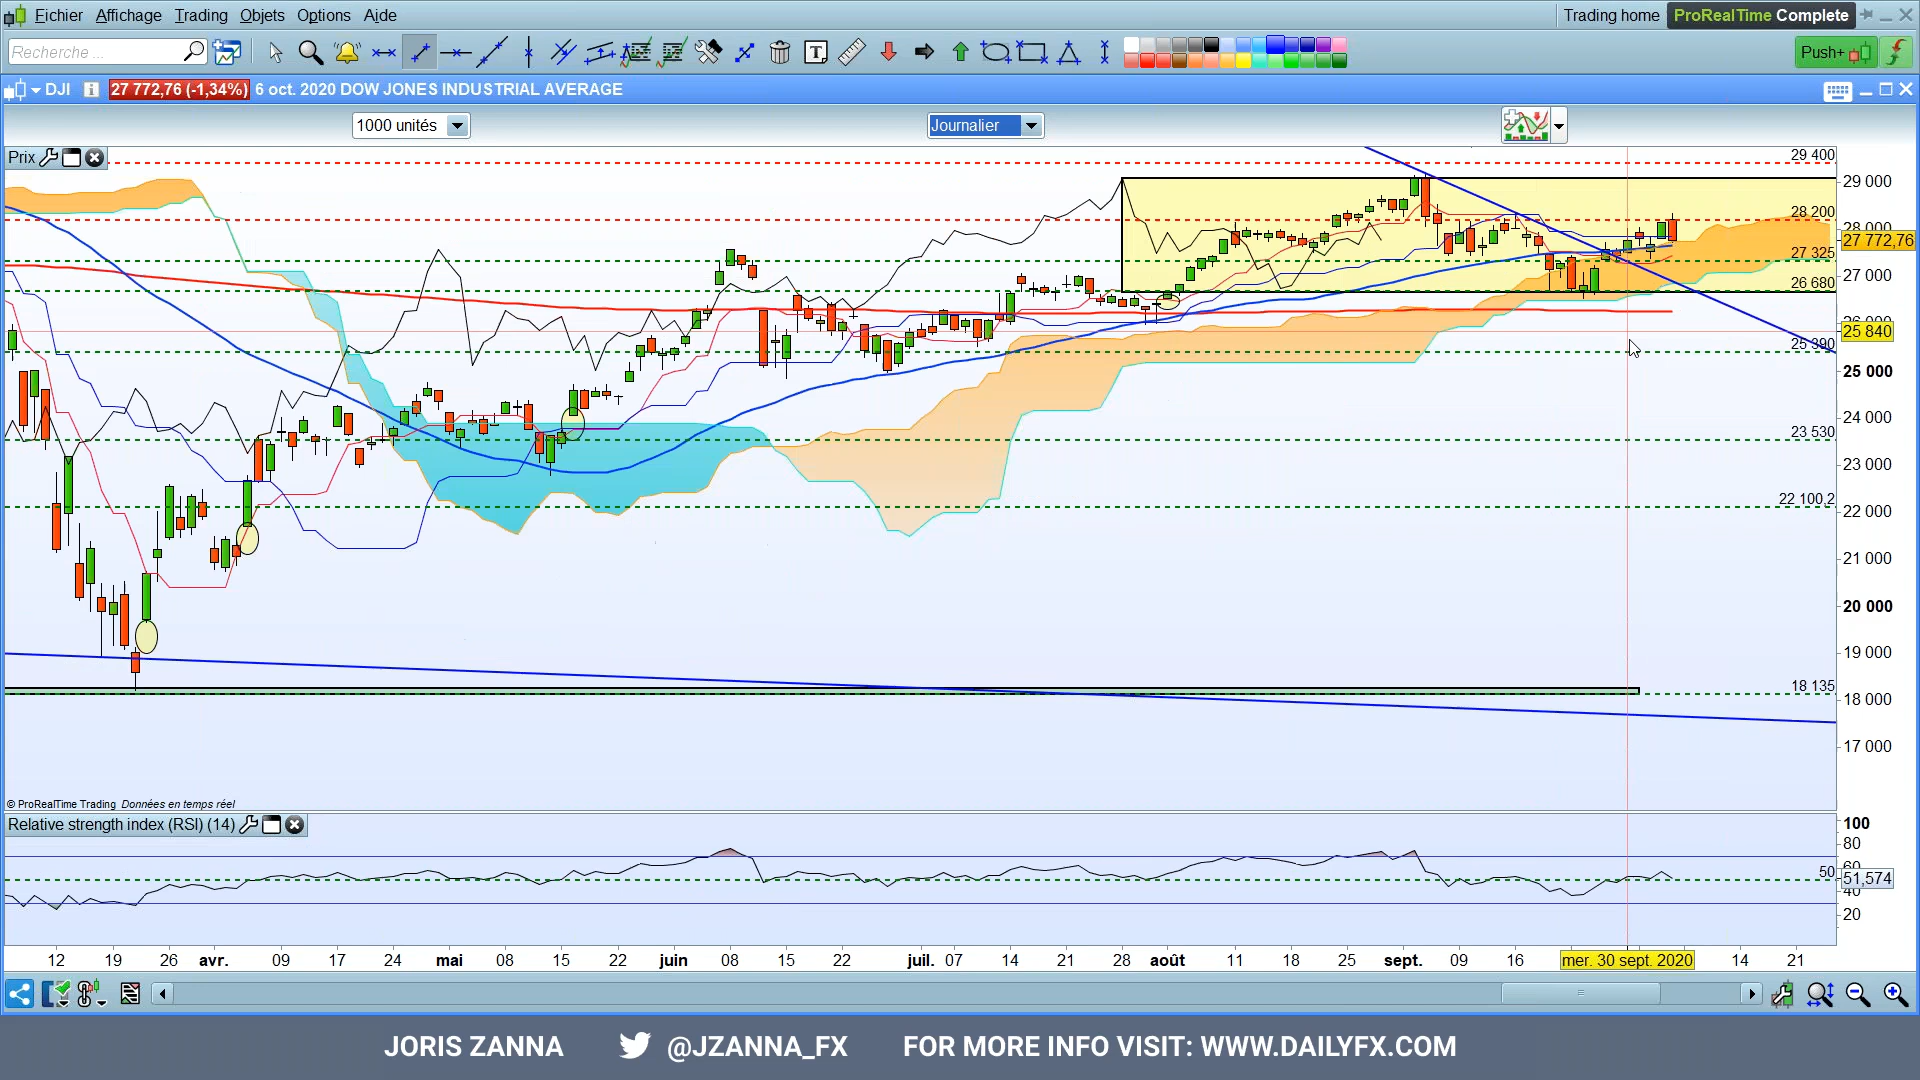 Fichier Affichage Trading Objets Options Aide
Trading home ProRealTime Complete
Recherche ...
Push+
DJI 27 772,76 (-1,34%) 6 oct. 2020 DOW JONES INDUSTRIAL AVERAGE
1000 unités Journalier
Prix
29 400
29 000
28 200
28 000
27 772,76
27 325
27 000
26 680
26 000
25 840
25 390
25 000
24 000
23 530
23 000
22 100,2
22 000
21 000
20 000
19 000
18 135
18 000
17 000
© ProRealTime Trading Données en temps réel
Relative strength index (RSI) (14)
100
80
60
50
51,574
40
20
12 19 26 avr. 09 17 24 mai 08 15 22 juin 08 15 22 juil. 07 14 21 28 août 11 18 25 sept. 09 16 mer. 30 sept. 2020 14 21
JORIS ZANNA @JZANNA_FX FOR MORE INFO VISIT: WWW.DAILYFX.COM